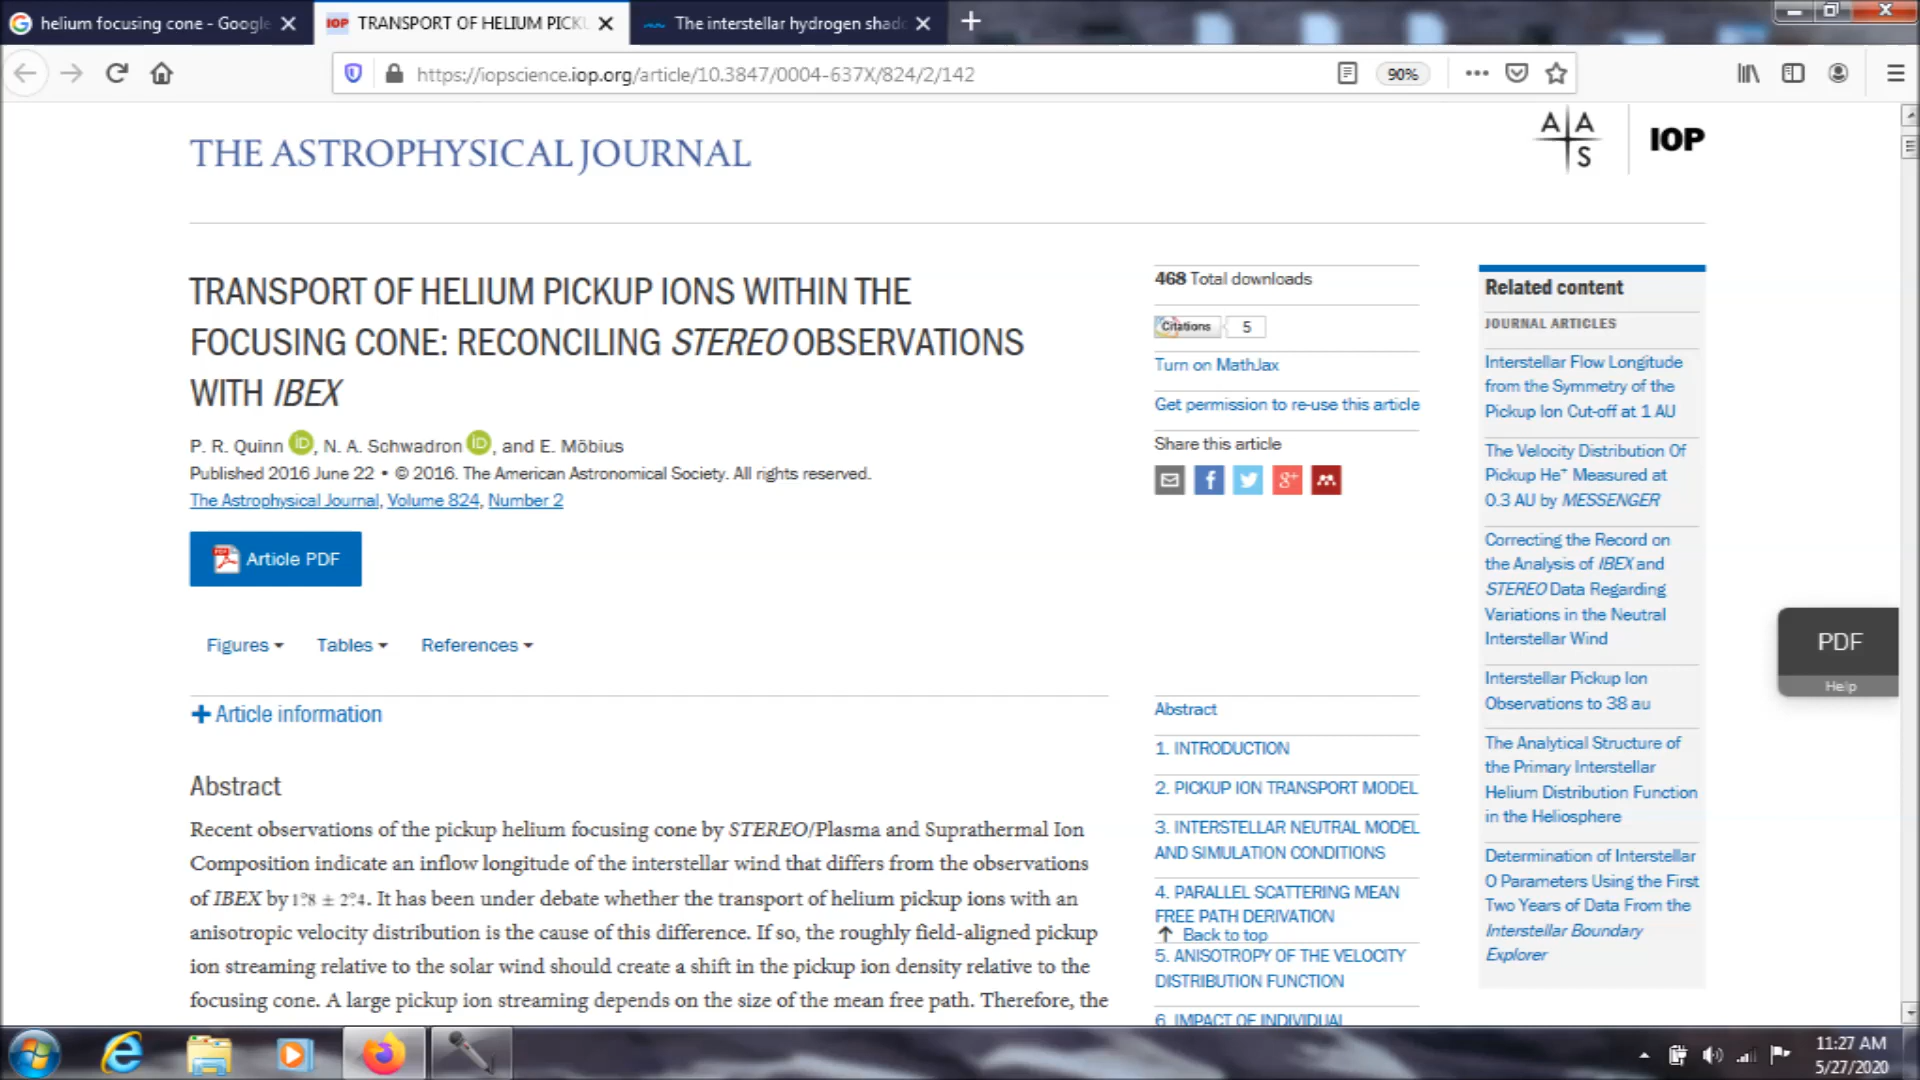 helium focusing cone - Google
IOP TRANSPORT OF HELIUM PICKU
The interstellar hydrogen shado
https://iopscience.iop.org/article/10.3847/0004-637X/824/2/142
90%
THE ASTROPHYSICAL JOURNAL
A A
S
IOP
TRANSPORT OF HELIUM PICKUP IONS WITHIN THE
FOCUSING CONE: RECONCILING STEREO OBSERVATIONS
WITH IBEX
P. R. Quinn iD, N. A. Schwadron iD, and E. Möbius
Published 2016 June 22 • © 2016. The American Astronomical Society. All rights reserved.
The Astrophysical Journal, Volume 824, Number 2
Article PDF
Figures
Tables
References
Article information
Abstract
Recent observations of the pickup helium focusing cone by STEREO/Plasma and Suprathermal Ion
Composition indicate an inflow longitude of the interstellar wind that differs from the observations
of IBEX by 1°.8 ± 2°.4. It has been under debate whether the transport of helium pickup ions with an
anisotropic velocity distribution is the cause of this difference. If so, the roughly field-aligned pickup
ion streaming relative to the solar wind should create a shift in the pickup ion density relative to the
focusing cone. A large pickup ion streaming depends on the size of the mean free path. Therefore, the
468 Total downloads
Citations 5
Turn on MathJax
Get permission to re-use this article
Share this article
Abstract
1. INTRODUCTION
2. PICKUP ION TRANSPORT MODEL
3. INTERSTELLAR NEUTRAL MODEL
AND SIMULATION CONDITIONS
4. PARALLEL SCATTERING MEAN
FREE PATH DERIVATION
Back to top
5. ANISOTROPY OF THE VELOCITY
DISTRIBUTION FUNCTION
6. IMPACT OF INDIVIDUAL
Related content
JOURNAL ARTICLES
Interstellar Flow Longitude
from the Symmetry of the
Pickup Ion Cut-off at 1 AU
The Velocity Distribution Of
Pickup He+ Measured at
0.3 AU by MESSENGER
Correcting the Record on
the Analysis of IBEX and
STEREO Data Regarding
Variations in the Neutral
Interstellar Wind
Interstellar Pickup Ion
Observations to 38 au
The Analytical Structure of
the Primary Interstellar
Helium Distribution Function
in the Heliosphere
Determination of Interstellar
O Parameters Using the First
Two Years of Data From the
Interstellar Boundary
Explorer
PDF
Help
11:27 AM
5/27/2020